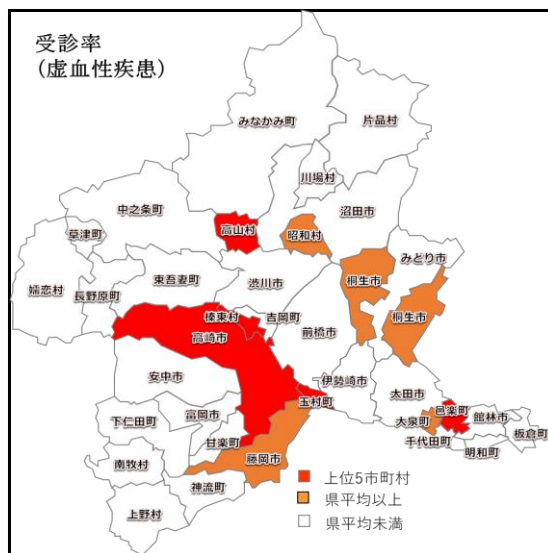 受診率
(虚血性疾患)
みなかみ町
片品村
川場村
中之条町
沼田市
高山村
昭和村
草津町
みどり市
嬬恋村
東吾妻町
渋川市
桐生市
長野原町
榛東村
吉岡町
桐生市
高崎市
前橋市
安中市
伊勢崎市
太田市
玉村町
邑楽町
下仁田町
富岡市
大泉町
館林市
板倉町
甘楽町
千代田町
明和町
藤岡市
南牧村
神流町
上野村
上位5市町村
県平均以上
県平均未満